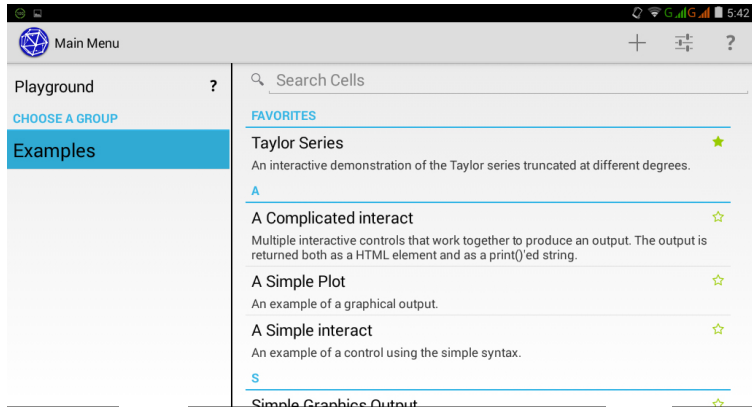 G G 5:42
Main Menu ?
Playground ?
CHOOSE A GROUP
Examples
Search Cells
FAVORITES
Taylor Series
An interactive demonstration of the Taylor series truncated at different degrees.
A
A Complicated interact
Multiple interactive controls that work together to produce an output. The output is
returned both as a HTML element and as a print()'ed string.
A Simple Plot
An example of a graphical output.
A Simple interact
An example of a control using the simple syntax.
S
Simple Graphics Output